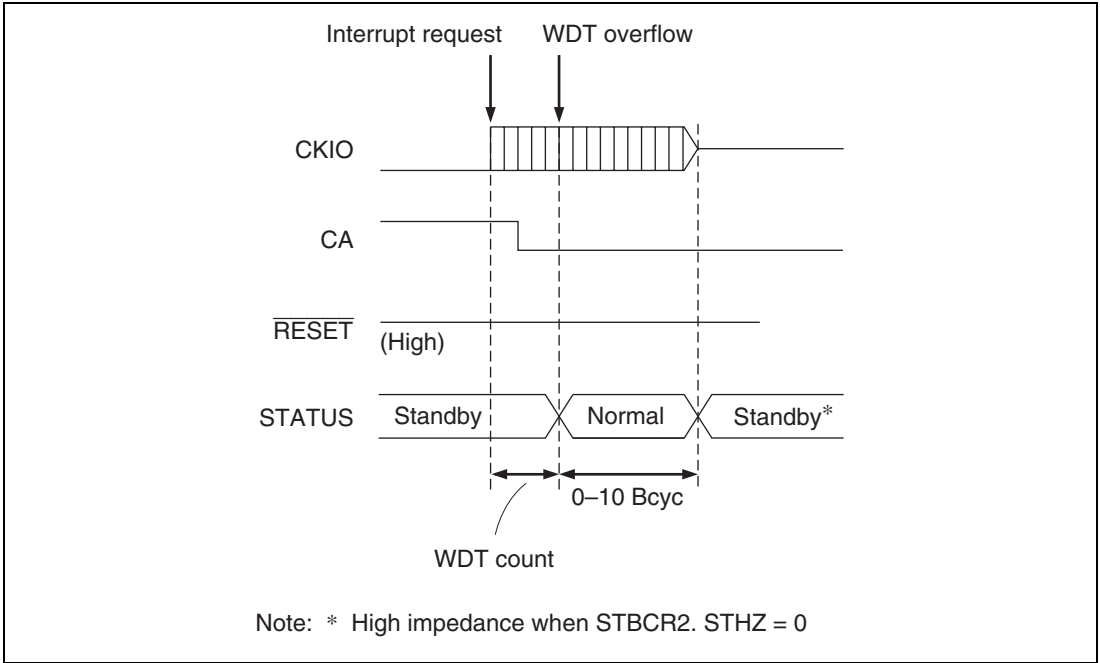 Interrupt request WDT overflow
CKIO
CA
RESET
(High)
STATUS Standby Normal Standby*
0–10 Bcyc
WDT count
Note: * High impedance when STBCR2. STHZ = 0